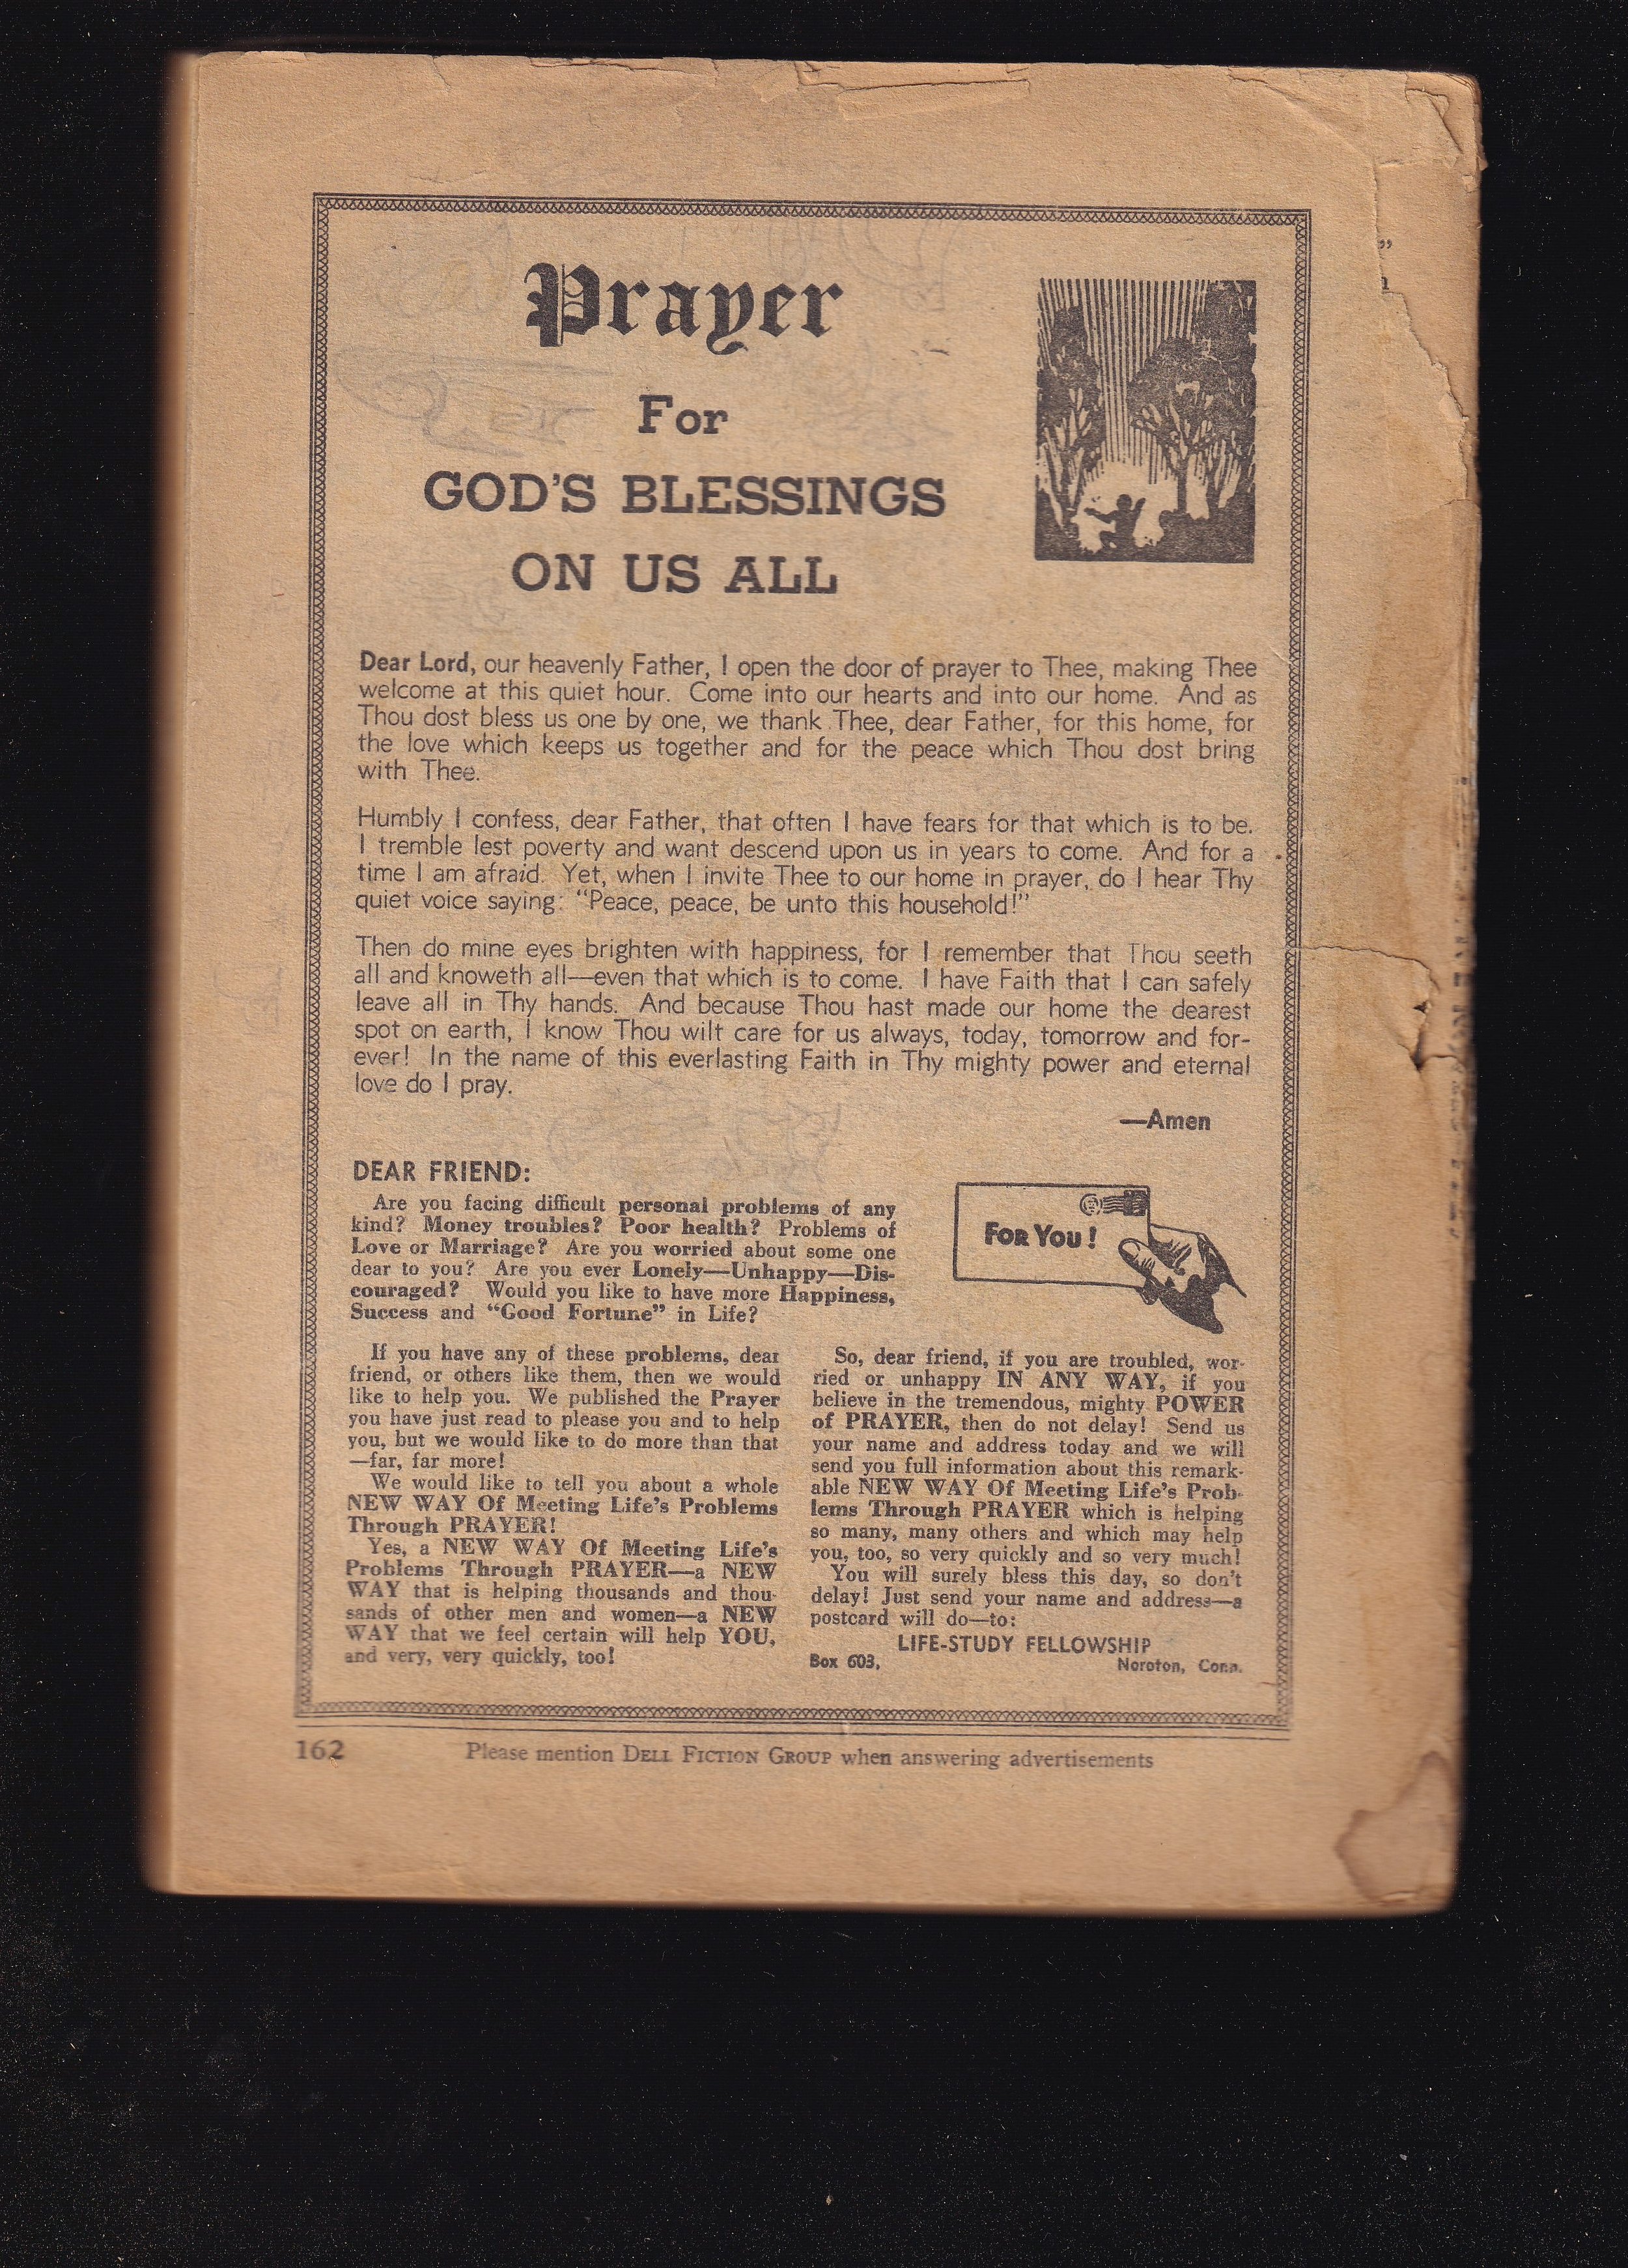 Prayer
For
GOD'S BLESSINGS
ON US ALL
Dear Lord, our heavenly Father, I open the door of prayer to Thee, making Thee
welcome at this quiet hour. Come into our hearts and into our home. And as
Thou dost bless us one by one, we thank Thee, dear Father, for this home, for
the love which keeps us together and for the peace which Thou dost bring
with Thee.
Humbly I confess, dear Father, that often I have fears for that which is to be.
I tremble lest poverty and want descend upon us in years to come. And for a
time I am afraid. Yet, when I invite Thee to our home in prayer, do I hear Thy
quiet voice saying: "Peace, peace, be unto this household!"
Then do mine eyes brighten with happiness, for I remember that Thou seeth
all and knoweth all—even that which is to come. I have Faith that I can safely
leave all in Thy hands. And because Thou hast made our home the dearest
spot on earth, I know Thou wilt care for us always, today, tomorrow and for-
ever! In the name of this everlasting Faith in Thy mighty power and eternal
love do I pray.
—Amen
DEAR FRIEND:
Are you facing difficult personal problems of any
kind? Money troubles? Poor health? Problems of
Love or Marriage? Are you worried about some one
dear to you? Are you ever Lonely—Unhappy—Dis-
couraged? Would you like to have more Happiness,
Success and "Good Fortune" in Life?
FOR YOU!
If you have any of these problems, dear
friend, or others like them, then we would
like to help you. We published the Prayer
you have just read to please you and to help
you, but we would like to do more than that
—far, far more!
We would like to tell you about a whole
NEW WAY Of Meeting Life's Problems
Through PRAYER!
Yes, a NEW WAY Of Meeting Life's
Problems Through PRAYER—a NEW
WAY that is helping thousands and thou-
sands of other men and women—a NEW
WAY that we feel certain will help YOU,
and very, very quickly, too!
So, dear friend, if you are troubled, wor-
ried or unhappy IN ANY WAY, if you
believe in the tremendous, mighty POWER
of PRAYER, then do not delay! Send us
your name and address today and we will
send you full information about this remark-
able NEW WAY Of Meeting Life's Prob-
lems Through PRAYER which is helping
so many, many others and which may help
you, too, so very quickly and so very much!
You will surely bless this day, so don't
delay! Just send your name and address—a
postcard will do—to:
LIFE-STUDY FELLOWSHIP
Box 603, Noroton, Conn.
162 Please mention DELL FICTION GROUP when answering advertisements